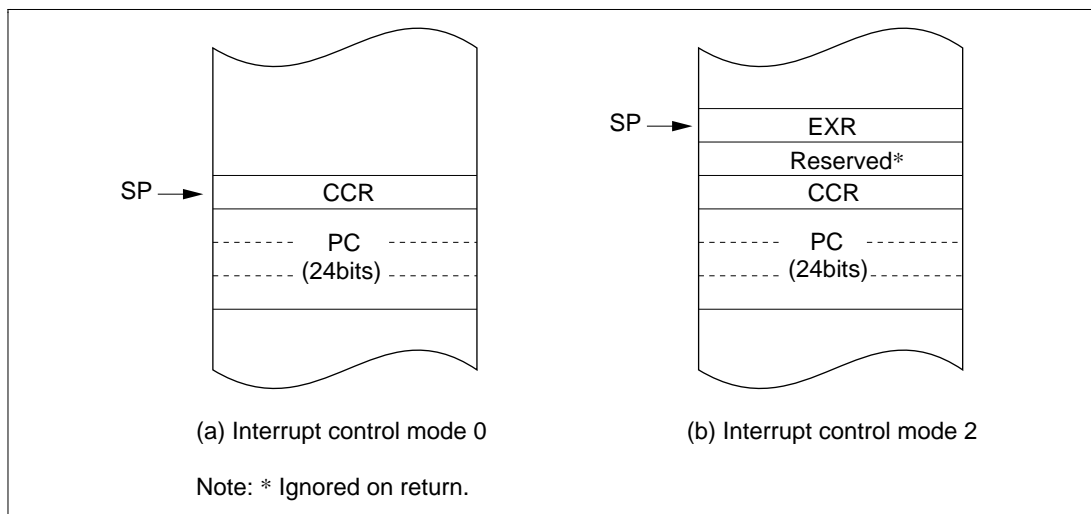 SP
CCR
PC
(24bits)
(a) Interrupt control mode 0
SP
EXR
Reserved*
CCR
PC
(24bits)
(b) Interrupt control mode 2
Note: * Ignored on return.